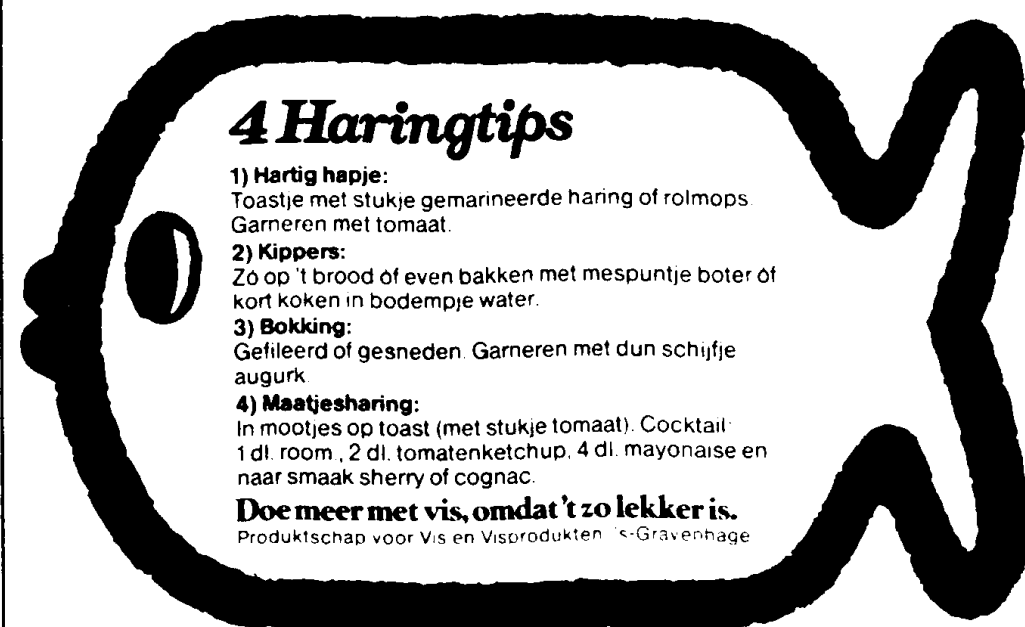 4 Haringtips
1) Hartig hapje:
Toastje met stukje gemarineerde haring of rolmops.
Garneren met tomaat.
2) Kippers:
Zó op 't brood óf even bakken met mespuntje boter óf
kort koken in bodempje water.
3) Bokking:
Gefileerd of gesneden. Garneren met dun schijfje
augurk.
4) Maatjesharing:
In mootjes op toast (met stukje tomaat). Cocktail:
1 dl. room., 2 dl. tomatenketchup, 4 dl. mayonaise en
naar smaak sherry of cognac.
Doe meer met vis, omdat 't zo lekker is.
Produktschap voor Vis en Visprodukten 's-Gravenhage